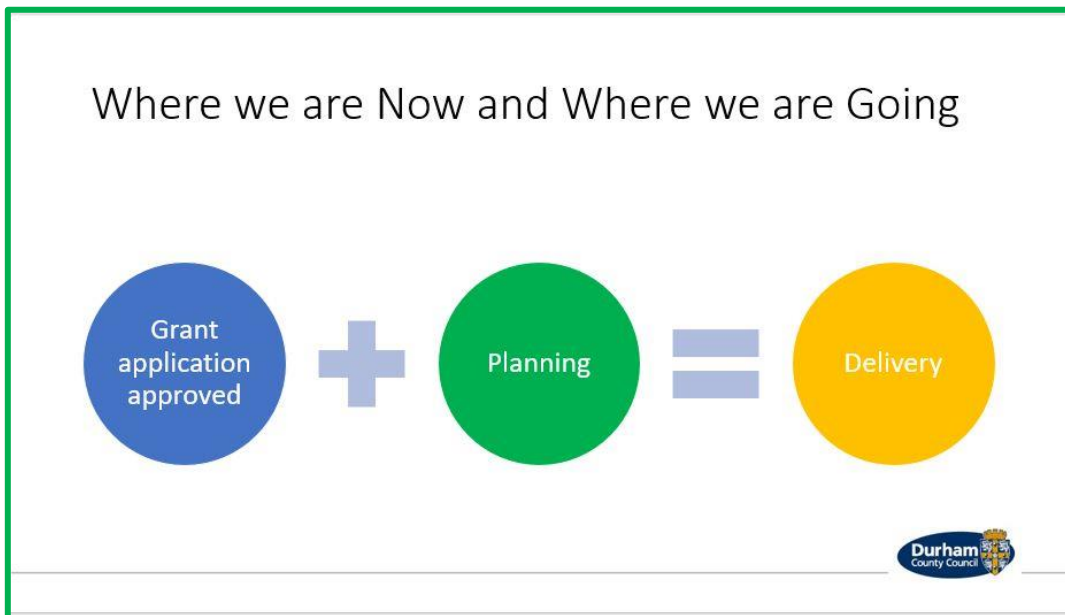 Where we are Now and Where we are Going
Grant
application
approved
Planning
Delivery
Durham
County Council